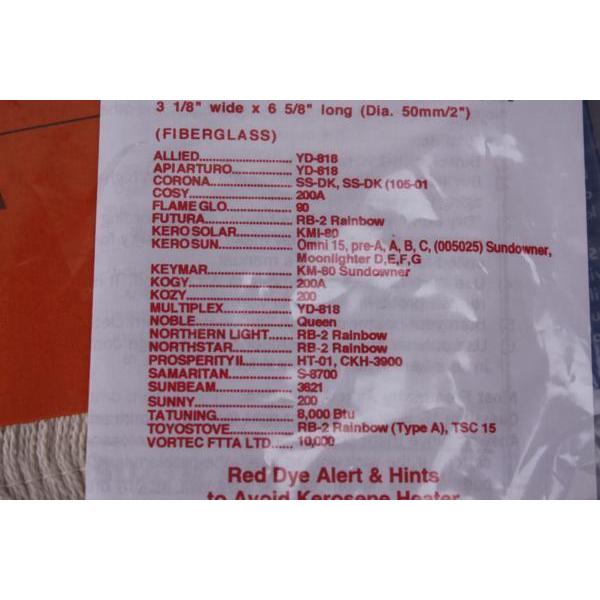 3 1/8" wide x 6 5/8" long (Dia. 50mm/2")
(FIBERGLASS)
ALLIED.......................... YD-818
APIARTURO.................. YD-818
CORONA....................... SS-DK, SS-DK (105-01
COSY............................ 200A
FLAME GLO................... 90
FUTURA........................ RB-2 Rainbow
KERO SOLAR................ KMI-80
KERO SUN.................... Omni 15, pre-A, A, B, C, (005025) Sundowner,
Moonlighter D,E,F,G
KEYMAR....................... KM-80 Sundowner
KOGY........................... 200A
KOZY............................ 200
MULTIPLEX................... YD-818
NOBLE.......................... Queen
NORTHERN LIGHT...... RB-2 Rainbow
NORTHSTAR................ RB-2 Rainbow
PROSPERITY II.............. HT-01, CKH-3900
SAMARITAN.................. S-8700
SUNBEAM.................... 3621
SUNNY......................... 200
TATUNING..................... 8,000 Btu
TOYOSTOVE................. RB-2 Rainbow (Type A), TSC 15
VORTEC FTTA LTD..... 10,000
Red Dye Alert & Hints
to Avoid Kerosene Heater